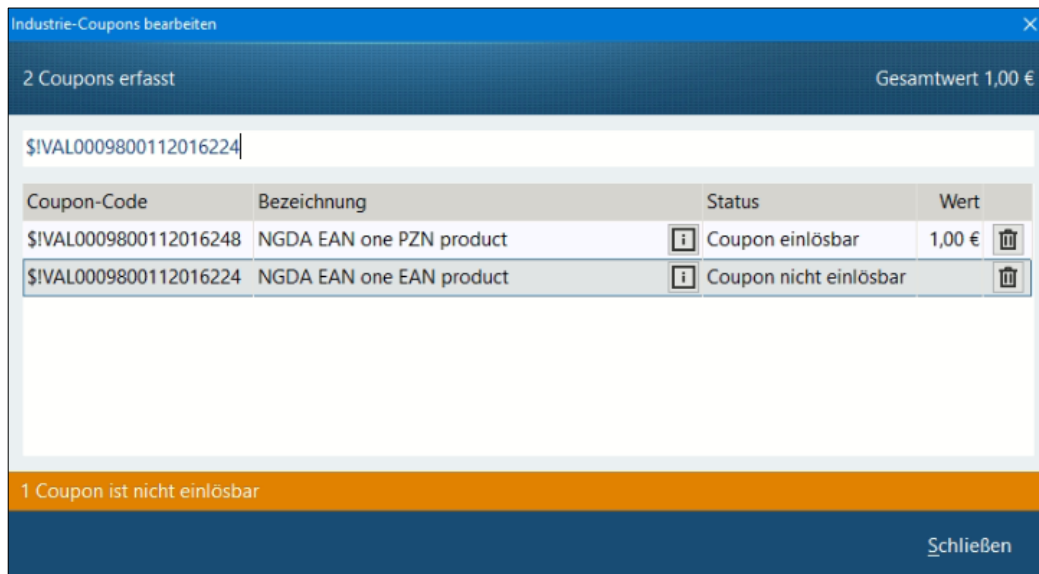 Industrie-Coupons bearbeiten
2 Coupons erfasst Gesamtwert 1,00 €
$!VAL0009800112016224
Coupon-Code Bezeichnung Status Wert
$!VAL0009800112016248 NGDA EAN one PZN product Coupon einlösbar 1,00 €
$!VAL0009800112016224 NGDA EAN one EAN product Coupon nicht einlösbar
1 Coupon ist nicht einlösbar
Schließen